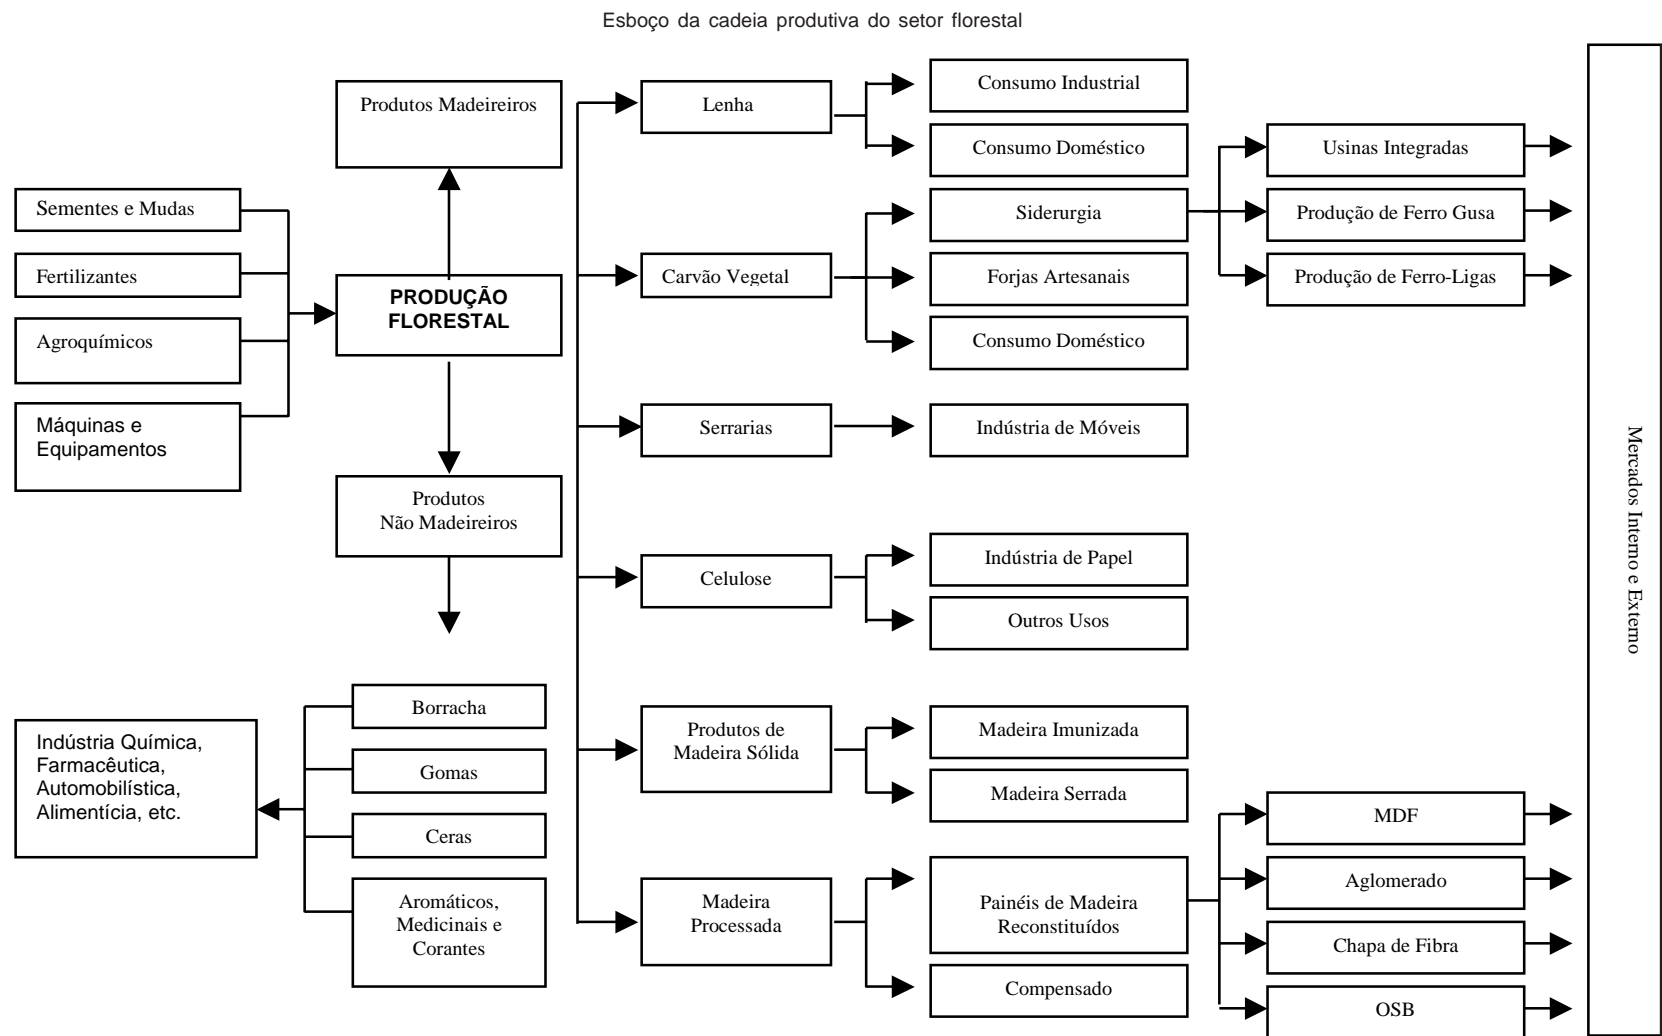 Esboço da cadeia produtiva do setor florestal
Sementes e Mudas
Fertilizantes
Agroquímicos
Máquinas e
Equipamentos
Produtos Madeireiros
PRODUÇÃO
FLORESTAL
Produtos
Não Madeireiros
Borracha
Gomas
Ceras
Aromáticos,
Medicinais e
Corantes
Indústria Química,
Farmacêutica,
Automobilística,
Alimentícia, etc.
Lenha
Carvão Vegetal
Serrarias
Celulose
Produtos de
Madeira Sólida
Madeira
Processada
Consumo Industrial
Consumo Doméstico
Siderurgia
Forjas Artesanais
Consumo Doméstico
Indústria de Móveis
Indústria de Papel
Outros Usos
Madeira Imunizada
Madeira Serrada
Painéis de Madeira
Reconstituídos
Compensado
Usinas Integradas
Produção de Ferro Gusa
Produção de Ferro-Ligas
MDF
Aglomerado
Chapa de Fibra
OSB
Mercados Interno e Externo